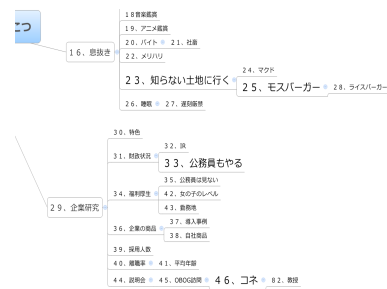 こつ
16、息抜き
18音楽鑑賞
19、アニメ鑑賞
20、バイト
21、社畜
22、メリハリ
23、知らない土地に行く
24、マクド
25、モスバーガー
28、ライスバーガー
26、睡眠
27、遅刻厳禁
29、企業研究
30、特色
31、財政状況
32、IR
33、公務員もやる
34、福利厚生
35、公務員は見ない
42、女の子のレベル
43、勤務地
36、企業の商品
37、導入事例
38、自社商品
39、採用人数
40、離職率
41、平均年齢
44、説明会
45、OBOG訪問
46、コネ
82、教授